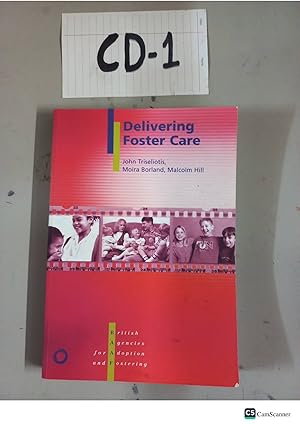 CD-1
Delivering
Foster Care
John Triseliotis,
Moira Borland, Malcolm Hill
British
Agencies
for Adoption
and Fostering
CS CamScanner